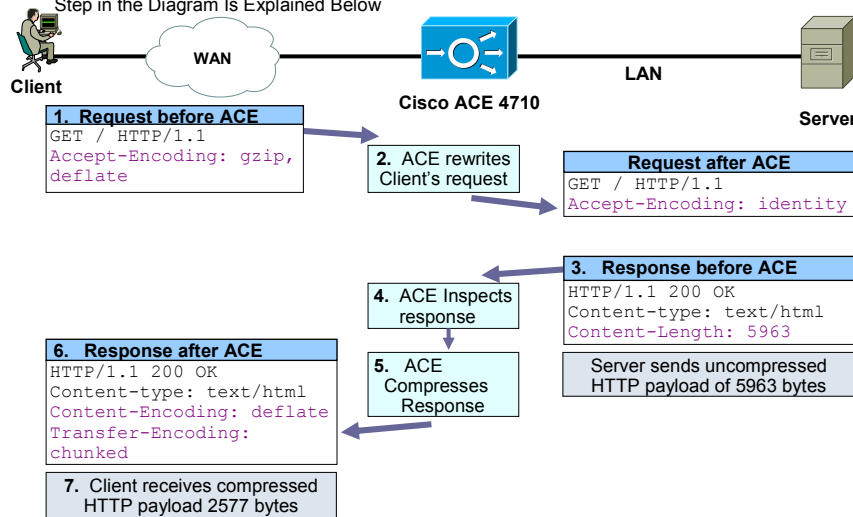 Step in the Diagram Is Explained Below
WAN
LAN
Client
Cisco ACE 4710
Server
1. Request before ACE
GET / HTTP/1.1
Accept-Encoding: gzip,
deflate
2. ACE rewrites
Client's request
Request after ACE
GET / HTTP/1.1
Accept-Encoding: identity
3. Response before ACE
HTTP/1.1 200 OK
Content-type: text/html
Content-Length: 5963
Server sends uncompressed
HTTP payload of 5963 bytes
4. ACE Inspects
response
5. ACE
Compresses
Response
6. Response after ACE
HTTP/1.1 200 OK
Content-type: text/html
Content-Encoding: deflate
Transfer-Encoding:
chunked
7. Client receives compressed
HTTP payload 2577 bytes